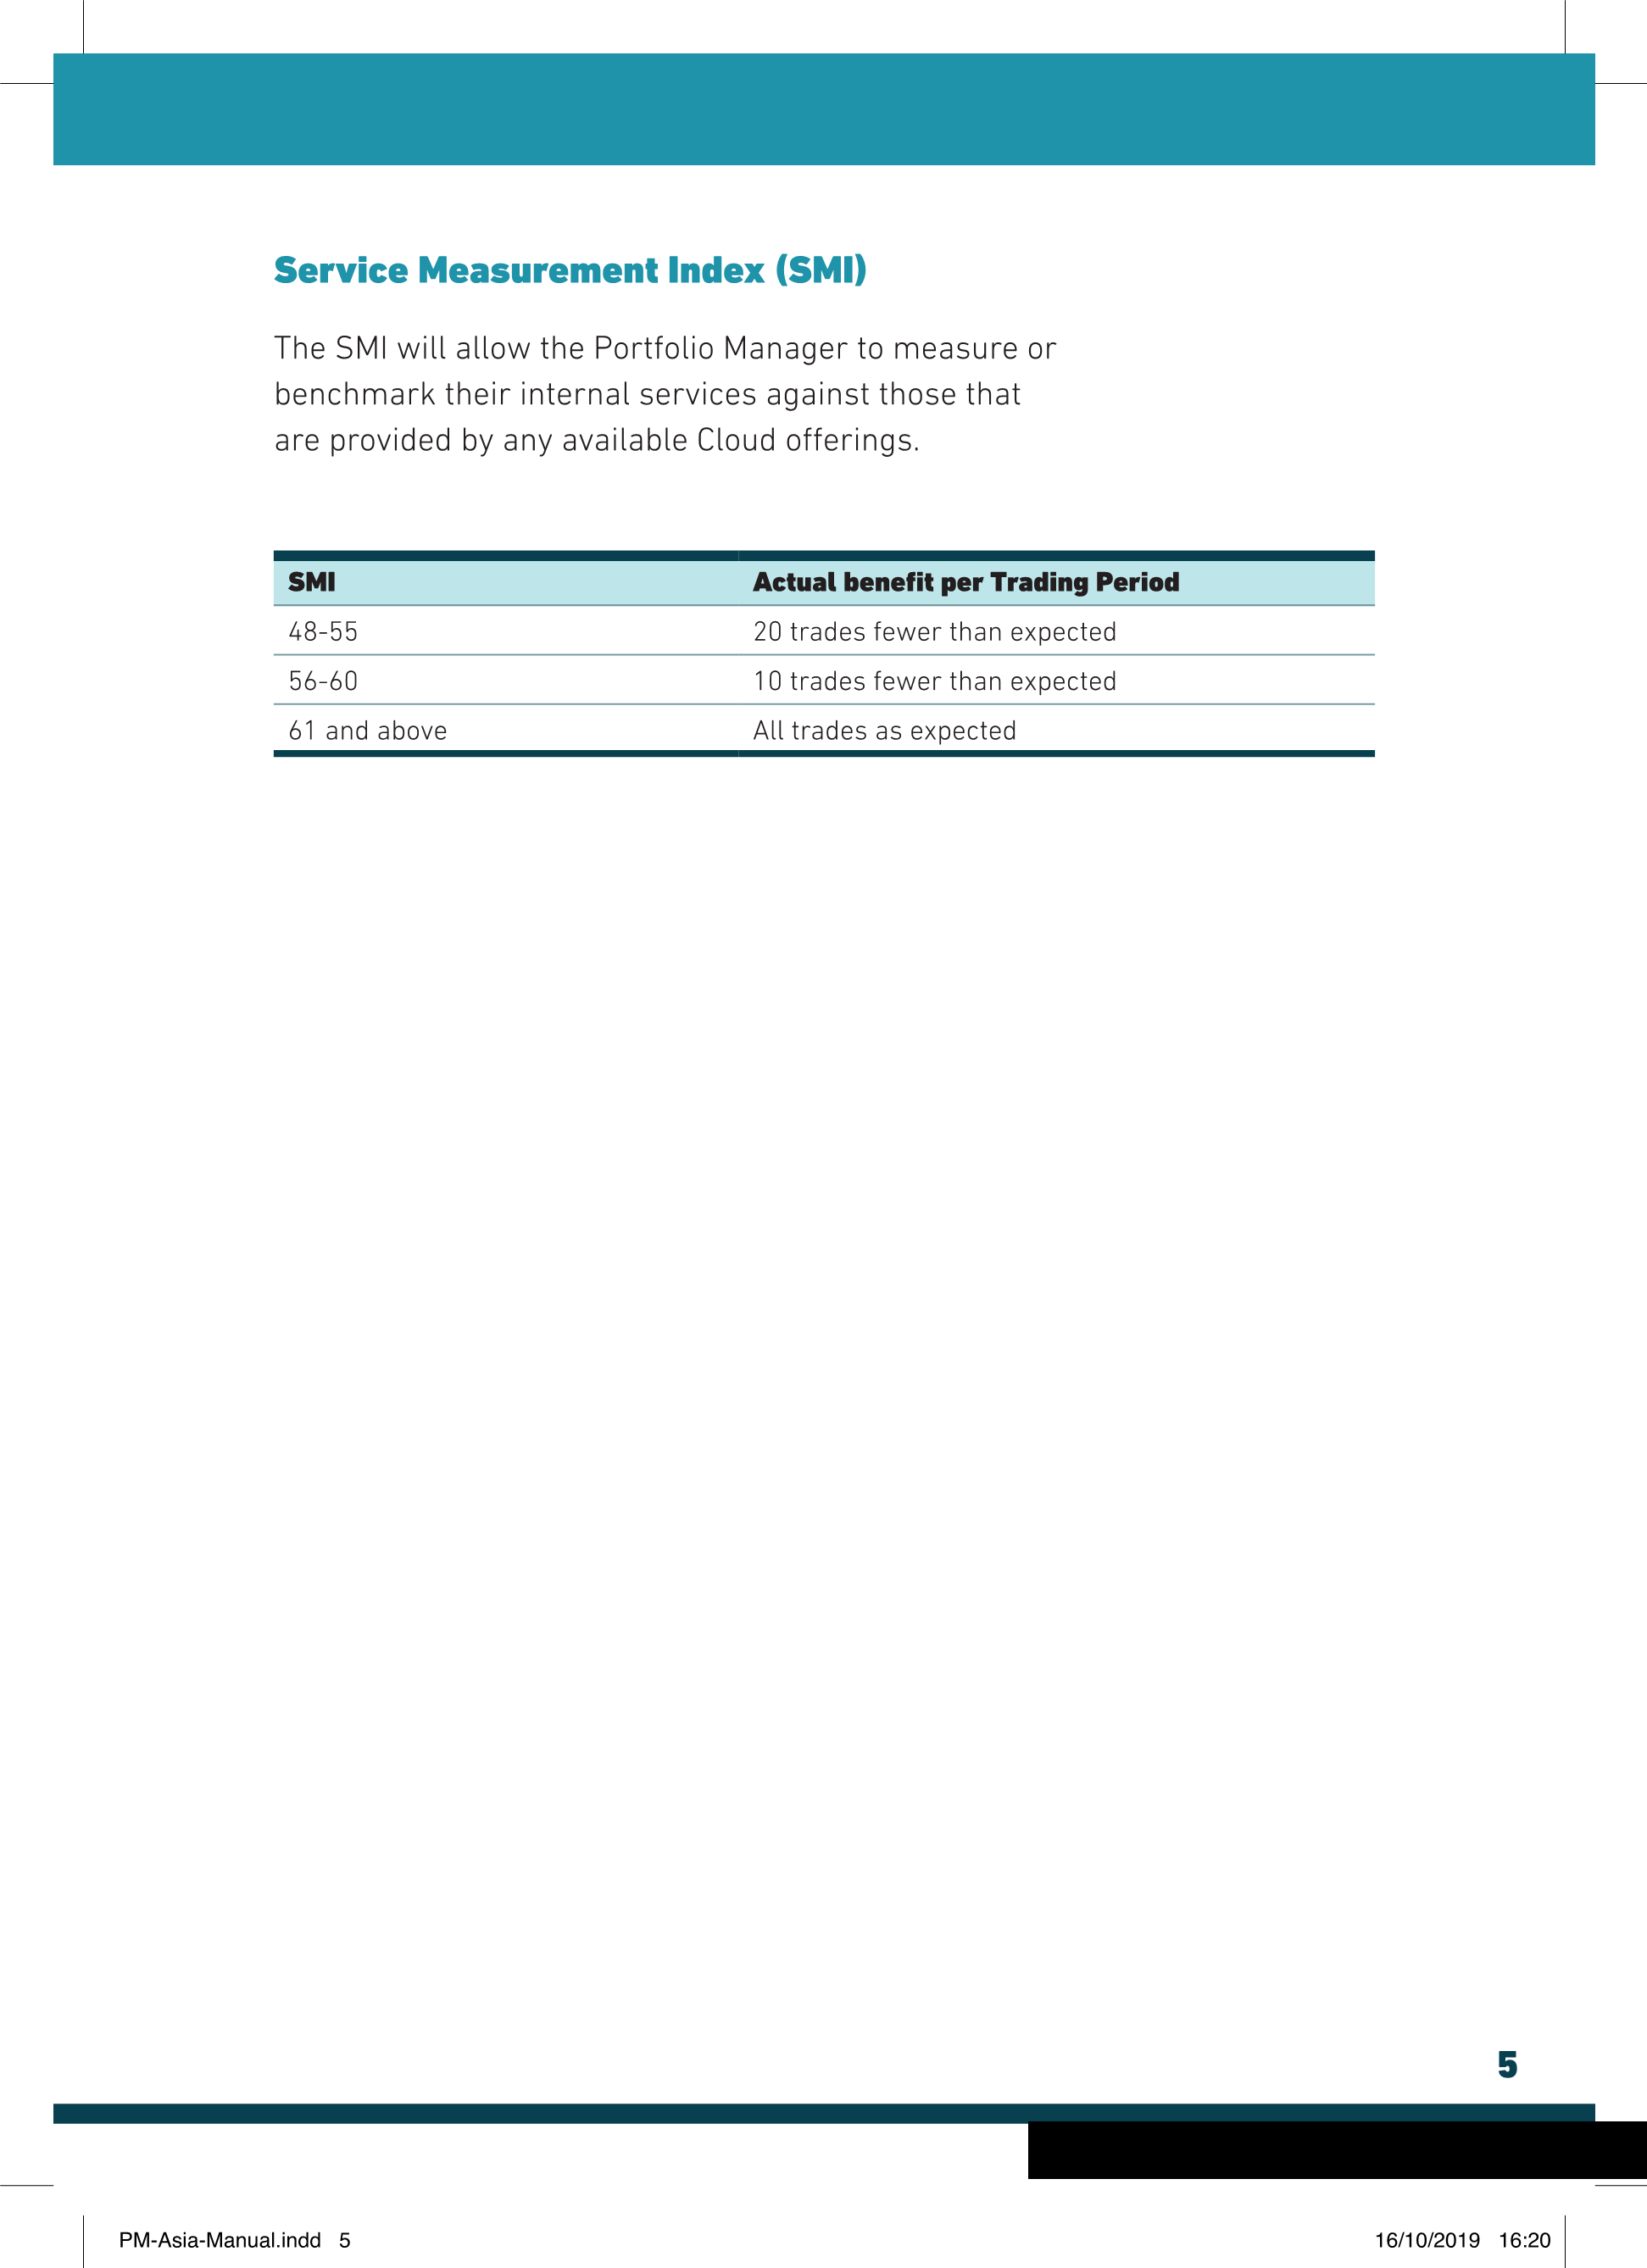 Service Measurement Index (SMI)
The SMI will allow the Portfolio Manager to measure or
benchmark their internal services against those that
are provided by any available Cloud offerings.
SMI Actual benefit per Trading Period
48-55 20 trades fewer than expected
56-60 10 trades fewer than expected
61 and above All trades as expected
5
PM-Asia-Manual.indd 5 16/10/2019 16:20